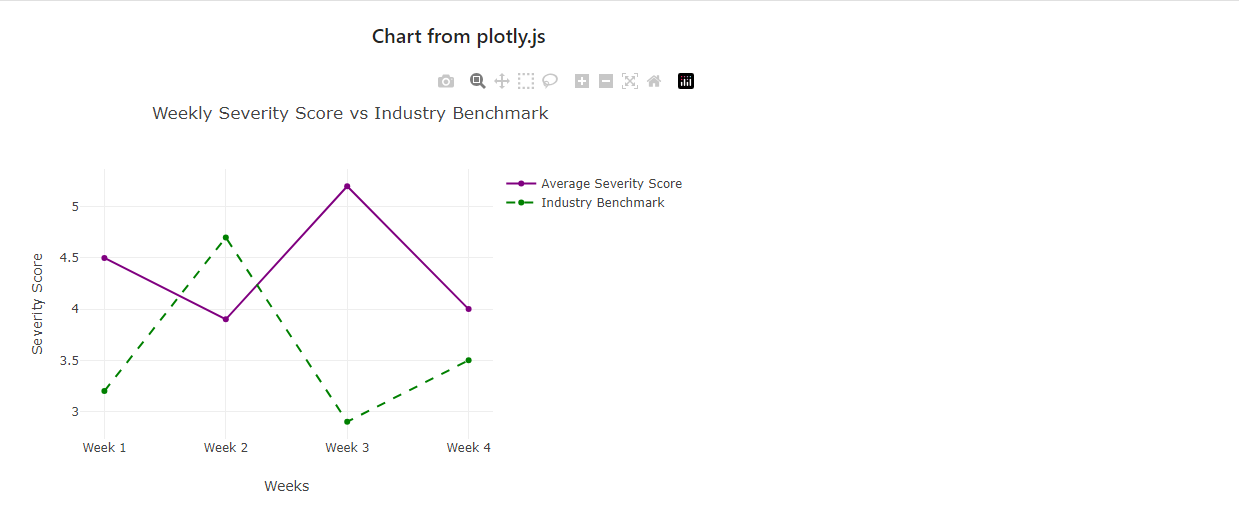 Chart from plotly.js
Weekly Severity Score vs Industry Benchmark
Average Severity Score
Industry Benchmark
5
4.5
4
3.5
3
Severity Score
Week 1 Week 2 Week 3 Week 4
Weeks